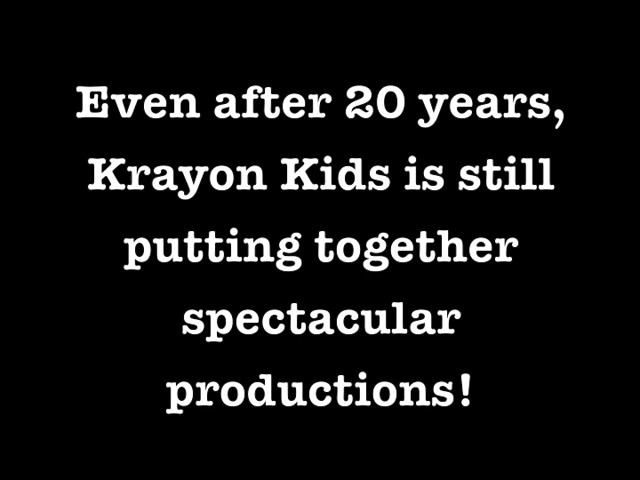 Even after 20 years,
Krayon Kids is still
putting together
spectacular
productions!